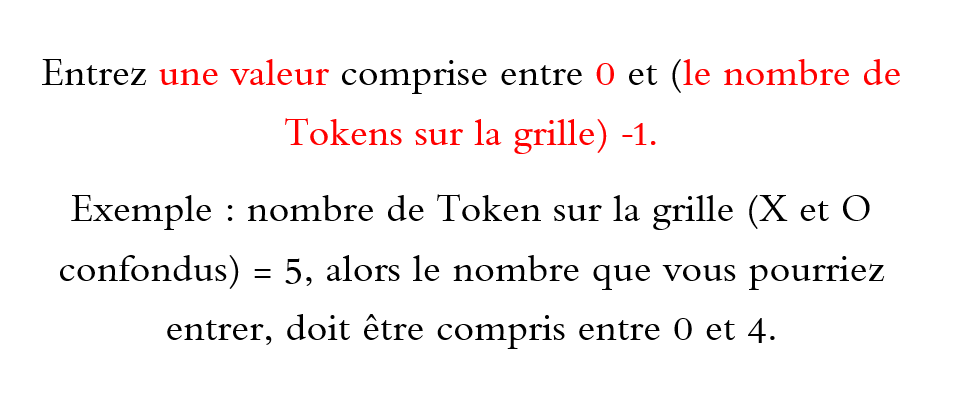 Entrez une valeur comprise entre 0 et (le nombre de
Tokens sur la grille) -1.
Exemple : nombre de Token sur la grille (X et O
confondus) = 5, alors le nombre que vous pourriez
entrer, doit être compris entre 0 et 4.